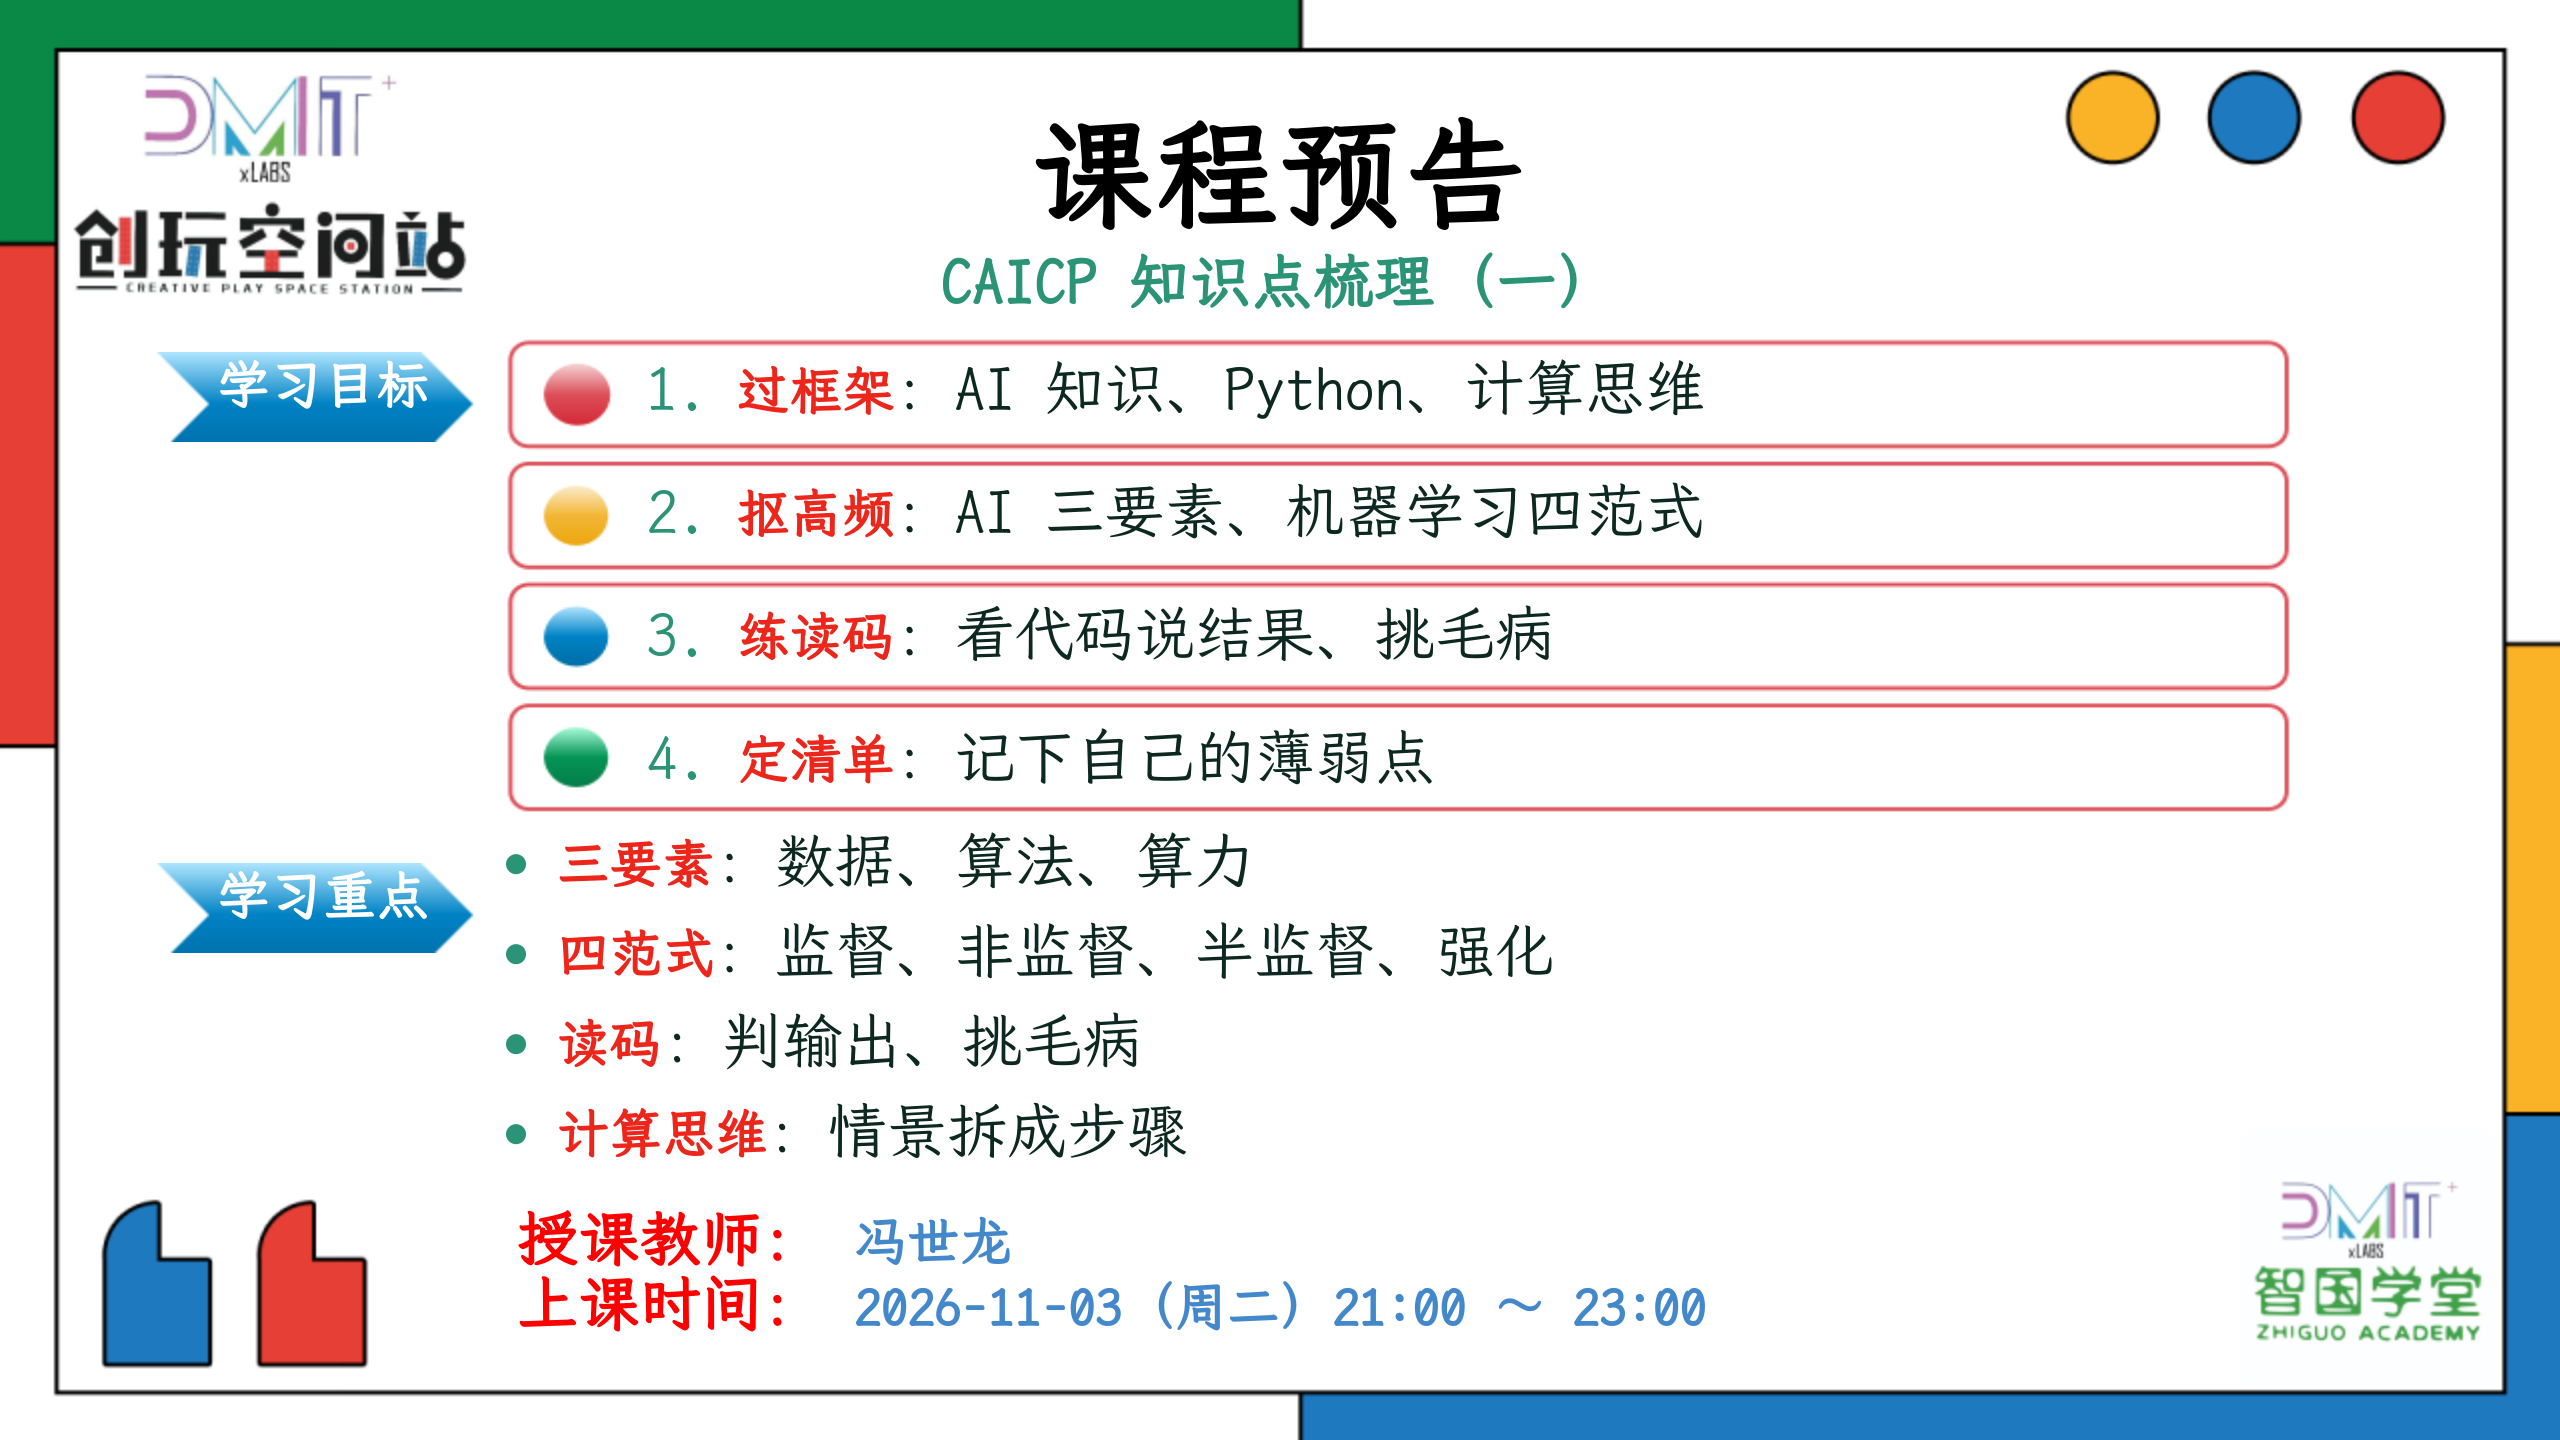 DMIT+
xLABS
创玩空间站
CREATIVE PLAY SPACE STATION
课程预告
CAICP 知识点梳理（一）
学习目标
1. 过框架：AI 知识、Python、计算思维
2. 抠高频：AI 三要素、机器学习四范式
3. 练读码：看代码说结果、挑毛病
4. 定清单：记下自己的薄弱点
学习重点
• 三要素：数据、算法、算力
• 四范式：监督、非监督、半监督、强化
• 读码：判输出、挑毛病
• 计算思维：情景拆成步骤
授课教师： 冯世龙
上课时间： 2026-11-03（周二）21:00 ～ 23:00
DMIT+
xLABS
智国学堂
ZHIGUO ACADEMY